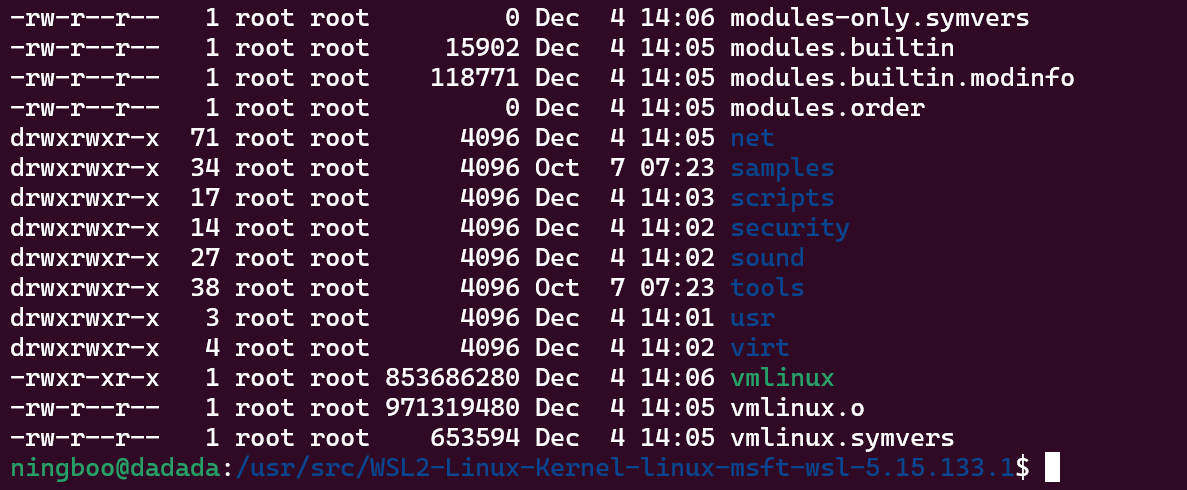 -rw-r--r--   1 root root         0 Dec  4 14:06 modules-only.symvers
-rw-r--r--   1 root root     15902 Dec  4 14:05 modules.builtin
-rw-r--r--   1 root root    118771 Dec  4 14:05 modules.builtin.modinfo
-rw-r--r--   1 root root         0 Dec  4 14:05 modules.order
drwxrwxr-x  71 root root      4096 Dec  4 14:05 net
drwxrwxr-x  34 root root      4096 Oct  7 07:23 samples
drwxrwxr-x  17 root root      4096 Dec  4 14:03 scripts
drwxrwxr-x  14 root root      4096 Dec  4 14:02 security
drwxrwxr-x  27 root root      4096 Dec  4 14:02 sound
drwxrwxr-x  38 root root      4096 Oct  7 07:23 tools
drwxrwxr-x   3 root root      4096 Dec  4 14:01 usr
drwxrwxr-x   4 root root      4096 Dec  4 14:02 virt
-rwxr-xr-x   1 root root 853686280 Dec  4 14:06 vmlinux
-rw-r--r--   1 root root 971319480 Dec  4 14:05 vmlinux.o
-rw-r--r--   1 root root    653594 Dec  4 14:05 vmlinux.symvers
ningboo@dadada:/usr/src/WSL2-Linux-Kernel-linux-msft-wsl-5.15.133.1$